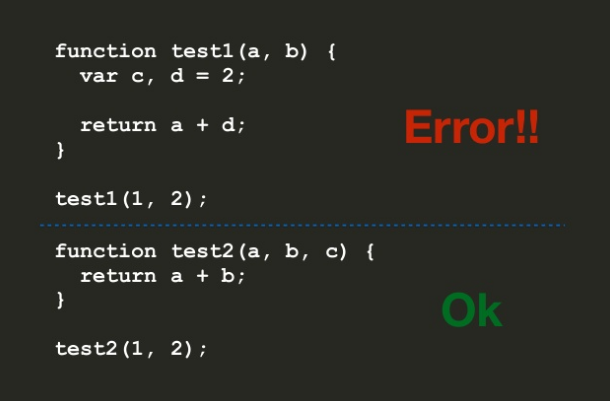 function test1(a, b) {
  var c, d = 2;
  return a + d;
}
Error!!
test1(1, 2);
function test2(a, b, c) {
  return a + b;
}
Ok
test2(1, 2);